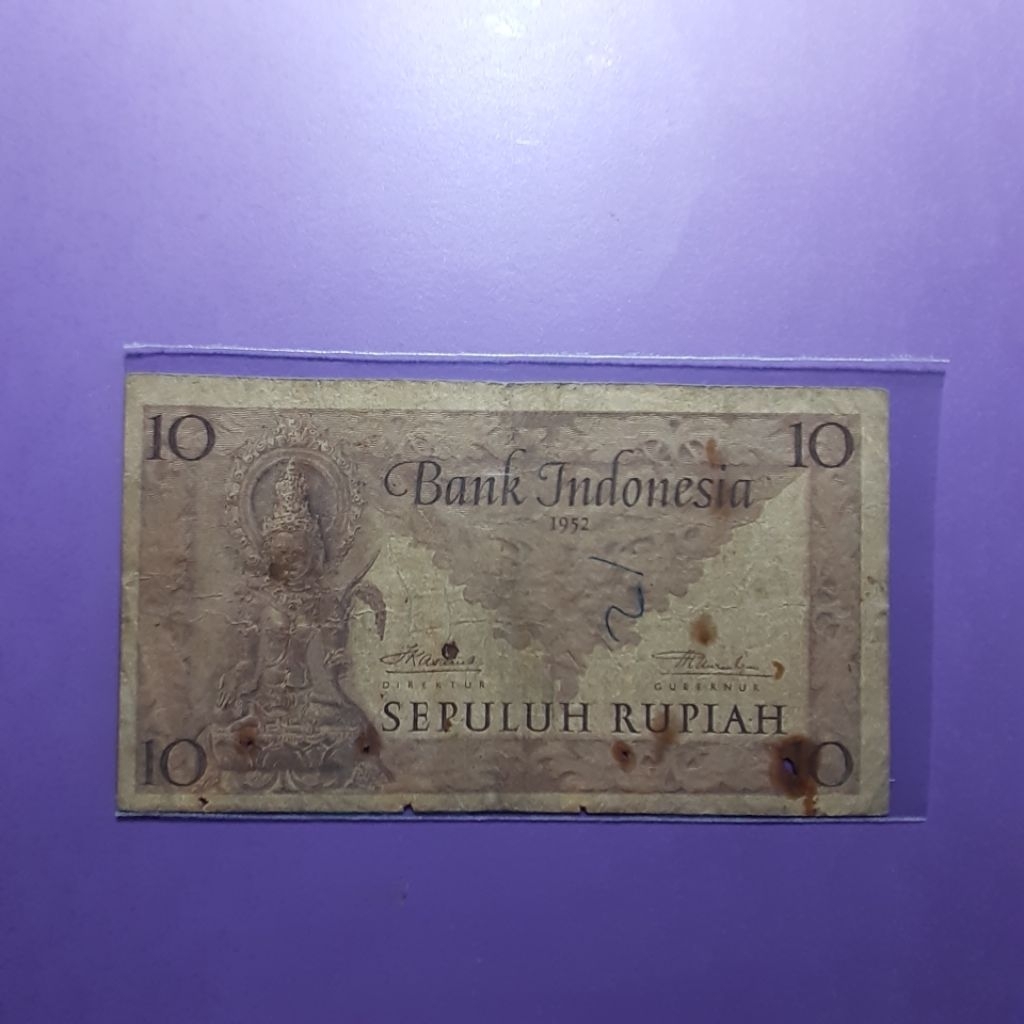 10
10
Bank Indonesia
1952
DIREKTUR
GUBERNUR
SEPULUH RUPIAH
10
10